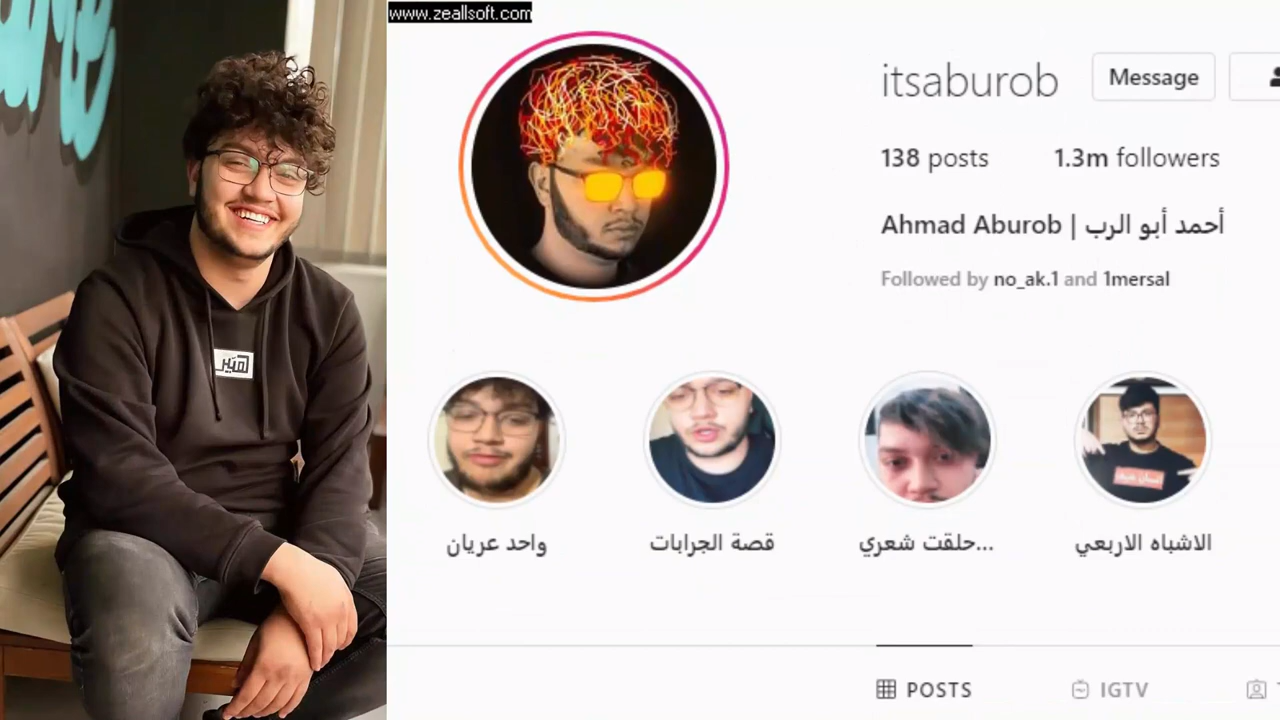 www.zeallsoft.com
itsaburob
Message
138 posts
1.3m followers
Ahmad Aburob | أحمد أبو الرب
Followed by no_ak.1 and 1mersal
واحد عريان
قصة الجرابات
حلقت شعري...
الاشباه الاربعي
POSTS
IGTV